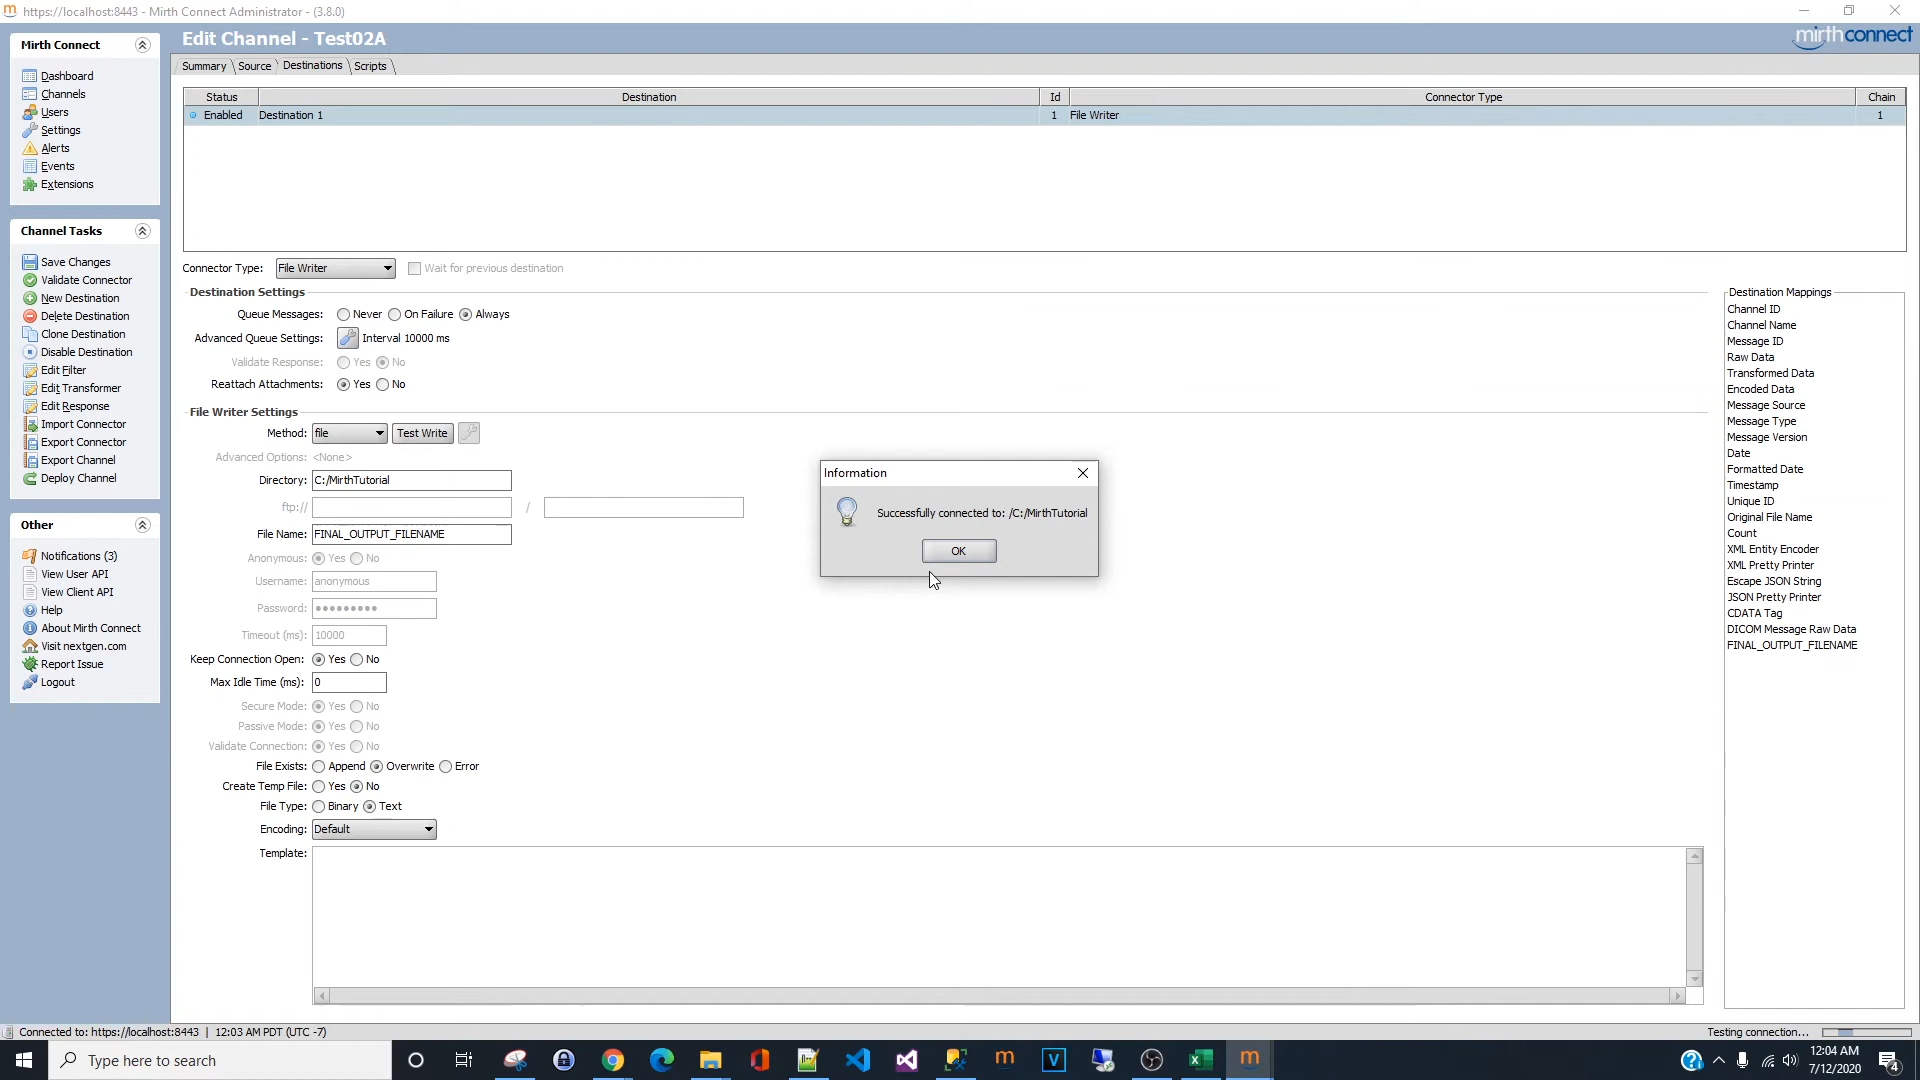 https://localhost:8443 - Mirth Connect Administrator - (3.8.0)
Mirth Connect
Dashboard
Channels
Users
Settings
Alerts
Events
Extensions
Channel Tasks
Save Changes
Validate Connector
New Destination
Delete Destination
Clone Destination
Disable Destination
Edit Filter
Edit Transformer
Edit Response
Import Connector
Export Connector
Export Channel
Deploy Channel
Other
Notifications (3)
View User API
View Client API
Help
About Mirth Connect
Visit nextgen.com
Report Issue
Logout
Edit Channel - Test02A
mirthconnect
Summary Source Destinations Scripts
Status Destination Id Connector Type Chain
Enabled Destination 1 1 File Writer 1
Connector Type: File Writer Wait for previous destination
Destination Settings
Queue Messages: Never On Failure Always
Advanced Queue Settings: Interval 10000 ms
Validate Response: Yes No
Reattach Attachments: Yes No
File Writer Settings
Method: file Test Write
Advanced Options: <None>
Directory: C:/MirthTutorial
ftp:// /
File Name: FINAL_OUTPUT_FILENAME
Anonymous: Yes No
Username: anonymous
Password: •••••••••
Timeout (ms): 10000
Keep Connection Open: Yes No
Max Idle Time (ms): 0
Secure Mode: Yes No
Passive Mode: Yes No
Validate Connection: Yes No
File Exists: Append Overwrite Error
Create Temp File: Yes No
File Type: Binary Text
Encoding: Default
Template:
Information
Successfully connected to: /C:/MirthTutorial
OK
Destination Mappings
Channel ID
Channel Name
Message ID
Raw Data
Transformed Data
Encoded Data
Message Source
Message Type
Message Version
Date
Formatted Date
Timestamp
Unique ID
Original File Name
Count
XML Entity Encoder
XML Pretty Printer
Escape JSON String
JSON Pretty Printer
CDATA Tag
DICOM Message Raw Data
FINAL_OUTPUT_FILENAME
Connected to: https://localhost:8443 | 12:03 AM PDT (UTC -7)
Testing connection...
Type here to search
12:04 AM
7/12/2020
4